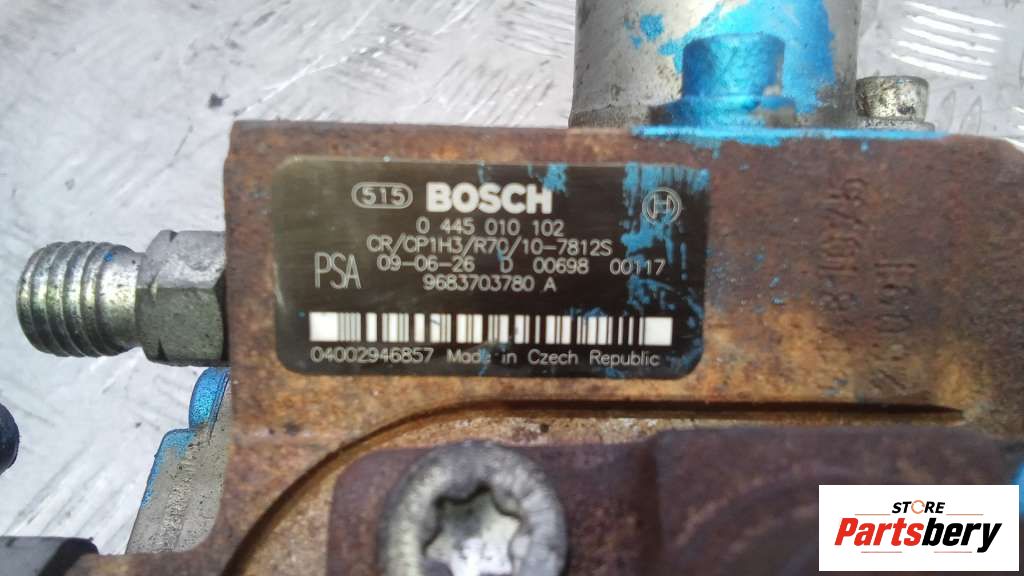 515 BOSCH
0 445 010 102
CR/CP1H3/R70/10-7812S
PSA 09-06-26 D 00698 00117
9683703780 A
04002946857 Made in Czech Republic
STORE
Partsbery